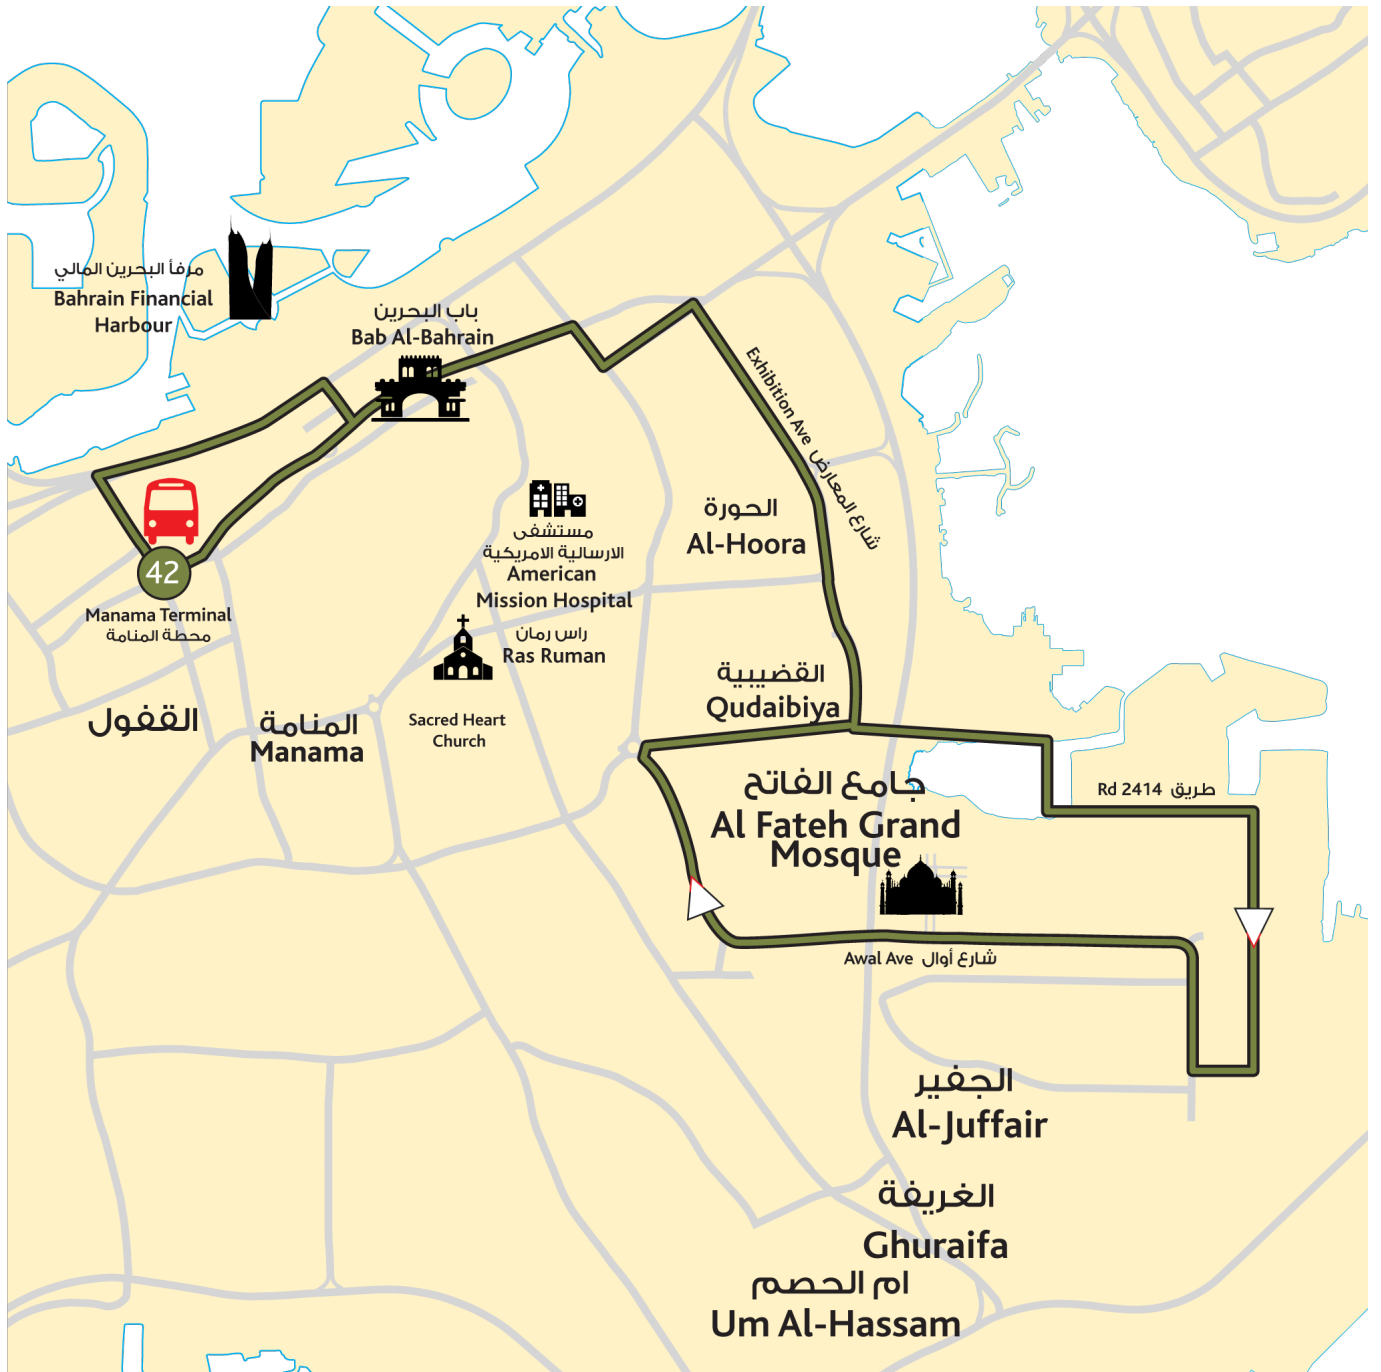 مرفأ البحرين المالي
Bahrain Financial
Harbour
باب البحرين
Bab Al-Bahrain
Exhibition Ave شارع المعارض
42
Manama Terminal
محطة المنامة
مستشفى
الارسالية الامريكية
American
Mission Hospital
راس رمان
Ras Ruman
الحورة
Al-Hoora
القضيبية
Qudaibiya
القفول
المنامة
Manama
Sacred Heart
Church
جامع الفاتح
Al Fateh Grand
Mosque
Rd 2414 طريق
Awal Ave شارع أوال
الجفير
Al-Juffair
الغريفة
Ghuraifa
ام الحصم
Um Al-Hassam